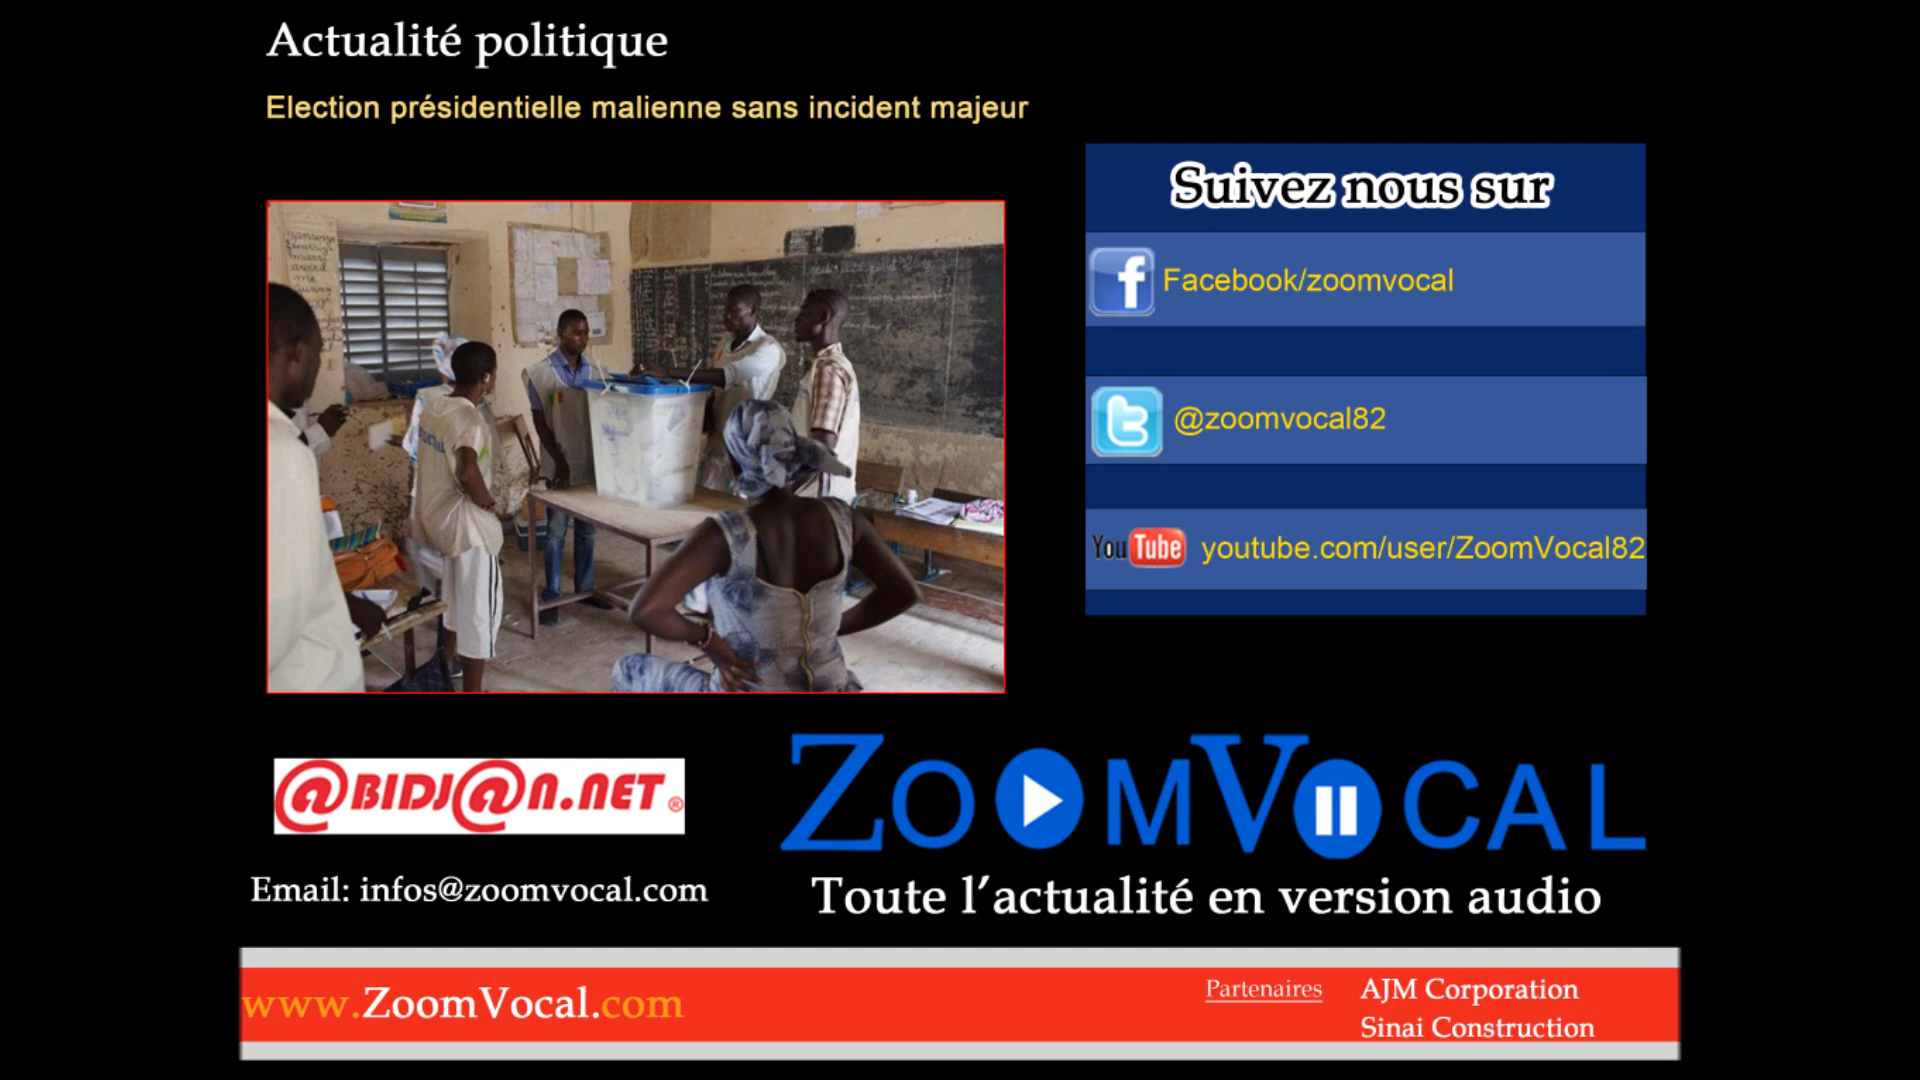 Actualité politique
Election présidentielle malienne sans incident majeur
Suivez nous sur
Facebook/zoomvocal
@zoomvocal82
You Tube youtube.com/user/ZoomVocal82
@BIDJ@N.NET ®
ZOOMVOCAL
Email: infos@zoomvocal.com
Toute l'actualité en version audio
www.ZoomVocal.com
Partenaires AJM Corporation
Sinai Construction